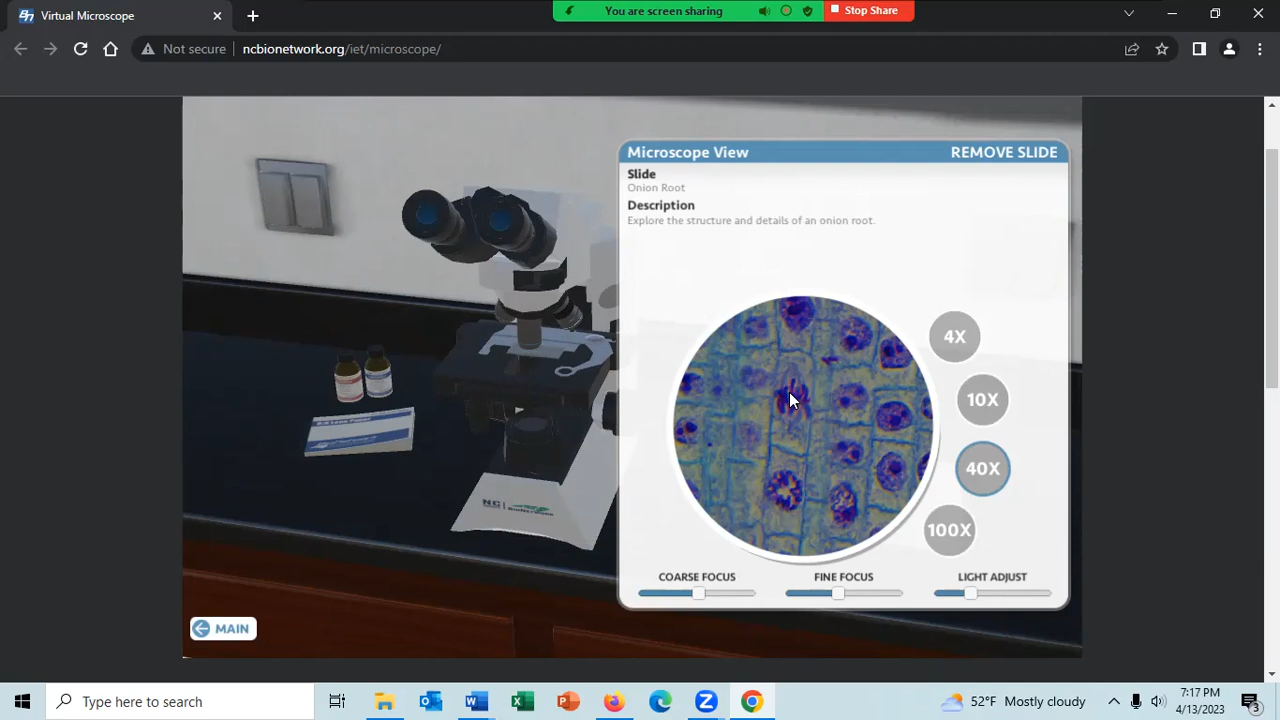 Virtual Microscope
You are screen sharing
Stop Share
Not secure
ncbionetwork.org/iet/microscope/
Microscope View
REMOVE SLIDE
Slide
Onion Root
Description
Explore the structure and details of an onion root.
4X
10X
40X
100X
COARSE FOCUS
FINE FOCUS
LIGHT ADJUST
NC
MAIN
Type here to search
52°F Mostly cloudy
7:17 PM
4/13/2023
3